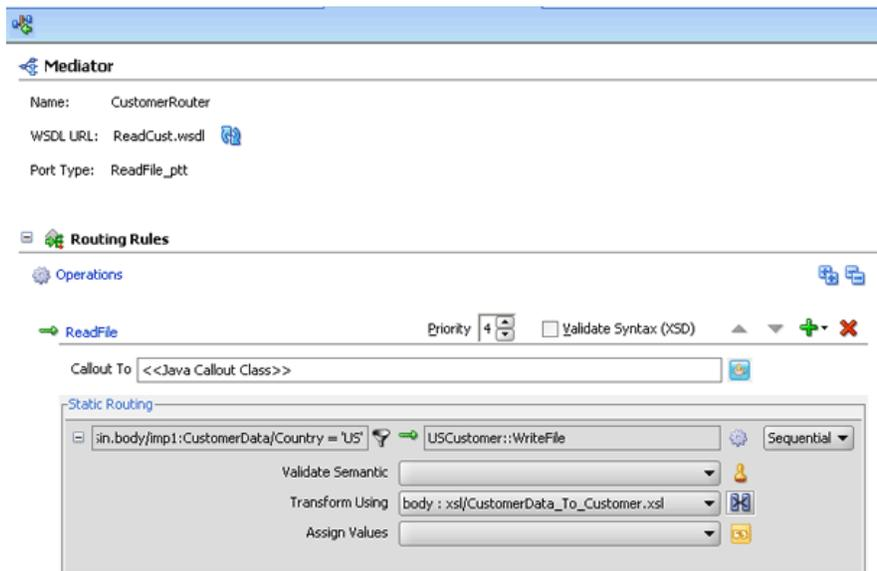 Mediator
Name: CustomerRouter
WSDL URL: ReadCust.wsdl
Port Type: ReadFile_ptt
Routing Rules
Operations
ReadFile Priority 4 Validate Syntax (XSD)
Callout To <<Java Callout Class>>
Static Routing
in.body/imp1:CustomerData/Country = 'US' USCustomer::WriteFile Sequential
Validate Semantic
Transform Using body : xsl/CustomerData_To_Customer.xsl
Assign Values